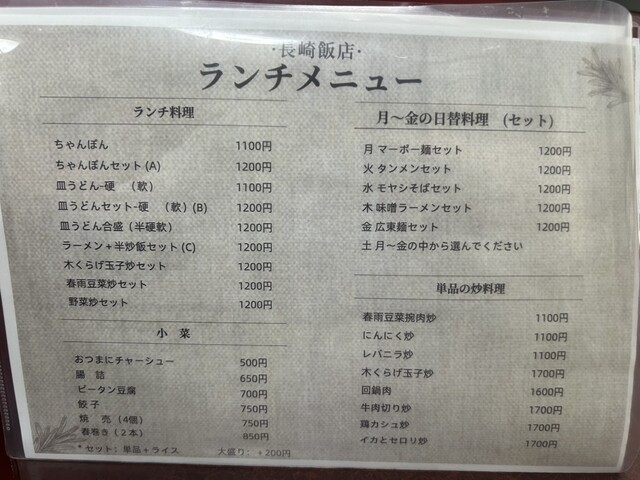 ·長崎飯店·
ランチメニュー
ランチ料理
ちゃんぽん 1100円
ちゃんぽんセット(A) 1200円
皿うどん-硬 （軟） 1100円
皿うどんセット-硬 （軟）(B) 1200円
皿うどん合盛（半硬軟） 1200円
ラーメン＋半炒飯セット(C) 1200円
木くらげ玉子炒セット 1200円
春雨豆菜炒セット 1200円
野菜炒セット 1200円
小 菜
おつまにチャーシュー 500円
腸 詰 650円
ピータン豆腐 700円
餃子 750円
焼 売（4個） 750円
春巻き（２本） 850円
*セット：単品＋ライス 大盛り：＋200円
月～金の日替料理 (セット)
月 マーボー麺セット 1200円
火 タンメンセット 1200円
水 モヤシそばセット 1200円
木 味噌ラーメンセット 1200円
金 広東麺セット 1200円
土 月～金の中から選んでください
単品の炒料理
春雨豆菜捥肉炒 1100円
にんにく炒 1100円
レバニラ炒 1100円
木くらげ玉子炒 1700円
回鍋肉 1600円
牛肉切り炒 1700円
鶏カシュ炒 1700円
イカとセロリ炒 1700円